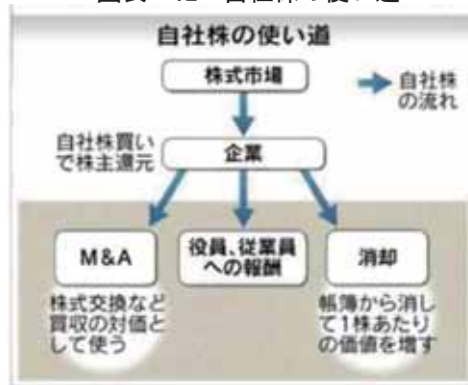 自社株の使い道
株式市場
自社株
の流れ
自社株買い
で株主還元
企業
M&A
役員、従業員
への報酬
消却
株式交換など
買収の対価と
して使う
帳簿から消し
て1株あたり
の価値を増す